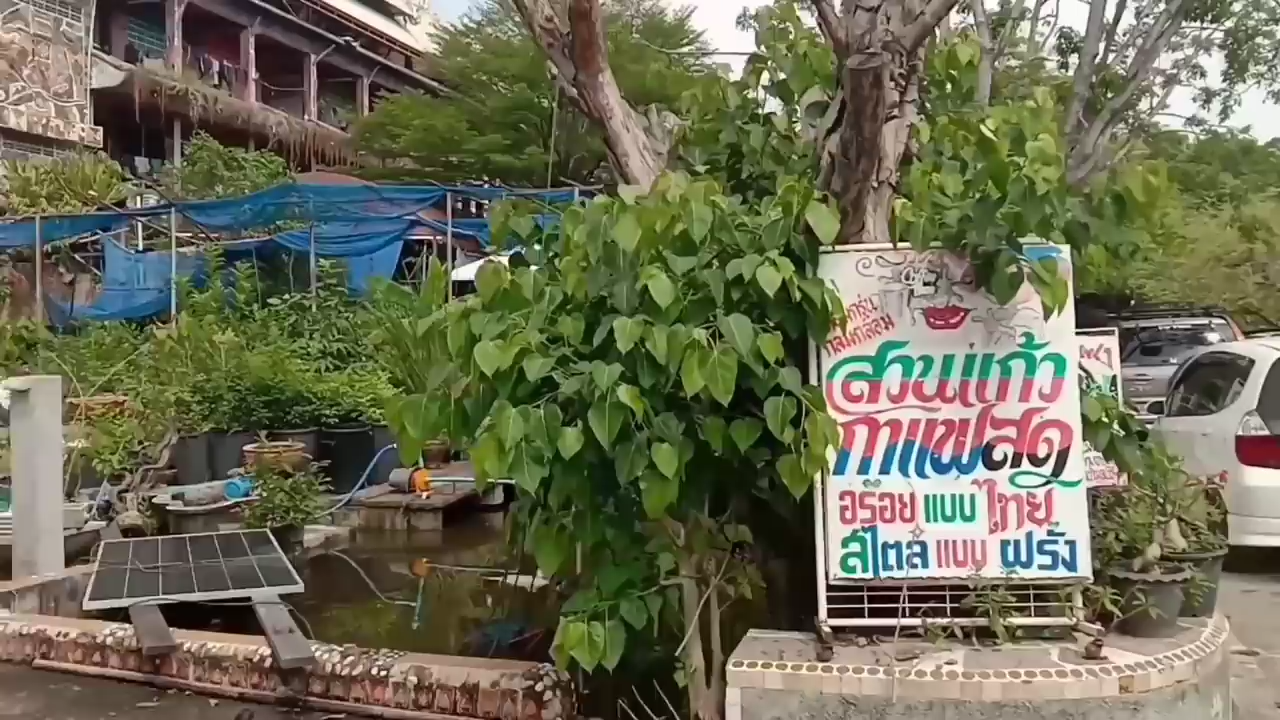 สวนแก้ว
กาแฟสด
อร่อย แบบ ไทย
สไตล์ แบบ ฝรั่ง